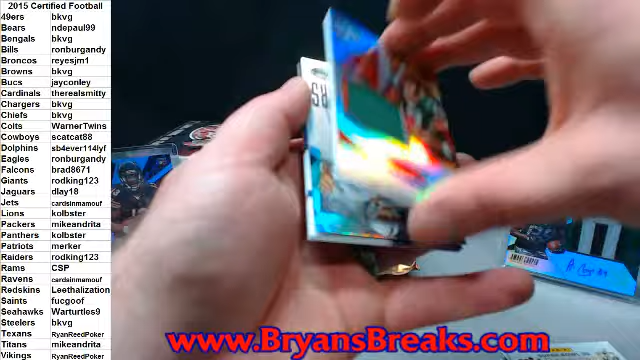 2015 Certified Football
49ers bkvg
Bears ndepaul99
Bengals bkvg
Bills ronburgandy
Broncos reyesjm1
Browns bkvg
Bucs jayconley
Cardinals therealsmitty
Chargers bkvg
Chiefs bkvg
Colts WarnerTwins
Cowboys scatcat88
Dolphins sb4ever114lyf
Eagles ronburgandy
Falcons brad8671
Giants rodking123
Jaguars dlay18
Jets cardsinmamouf
Lions kolbster
Packers mikeandrita
Panthers kolbster
Patriots merker
Raiders rodking123
Rams CSP
Ravens cardsinmamouf
Redskins Leethalization
Saints fucgoof
Seahawks Warturtles9
Steelers bkvg
Texans RyanReedPoker
Titans mikeandrita
Vikings RyanReedPoker
AMARI COOPER
www.BryansBreaks.com